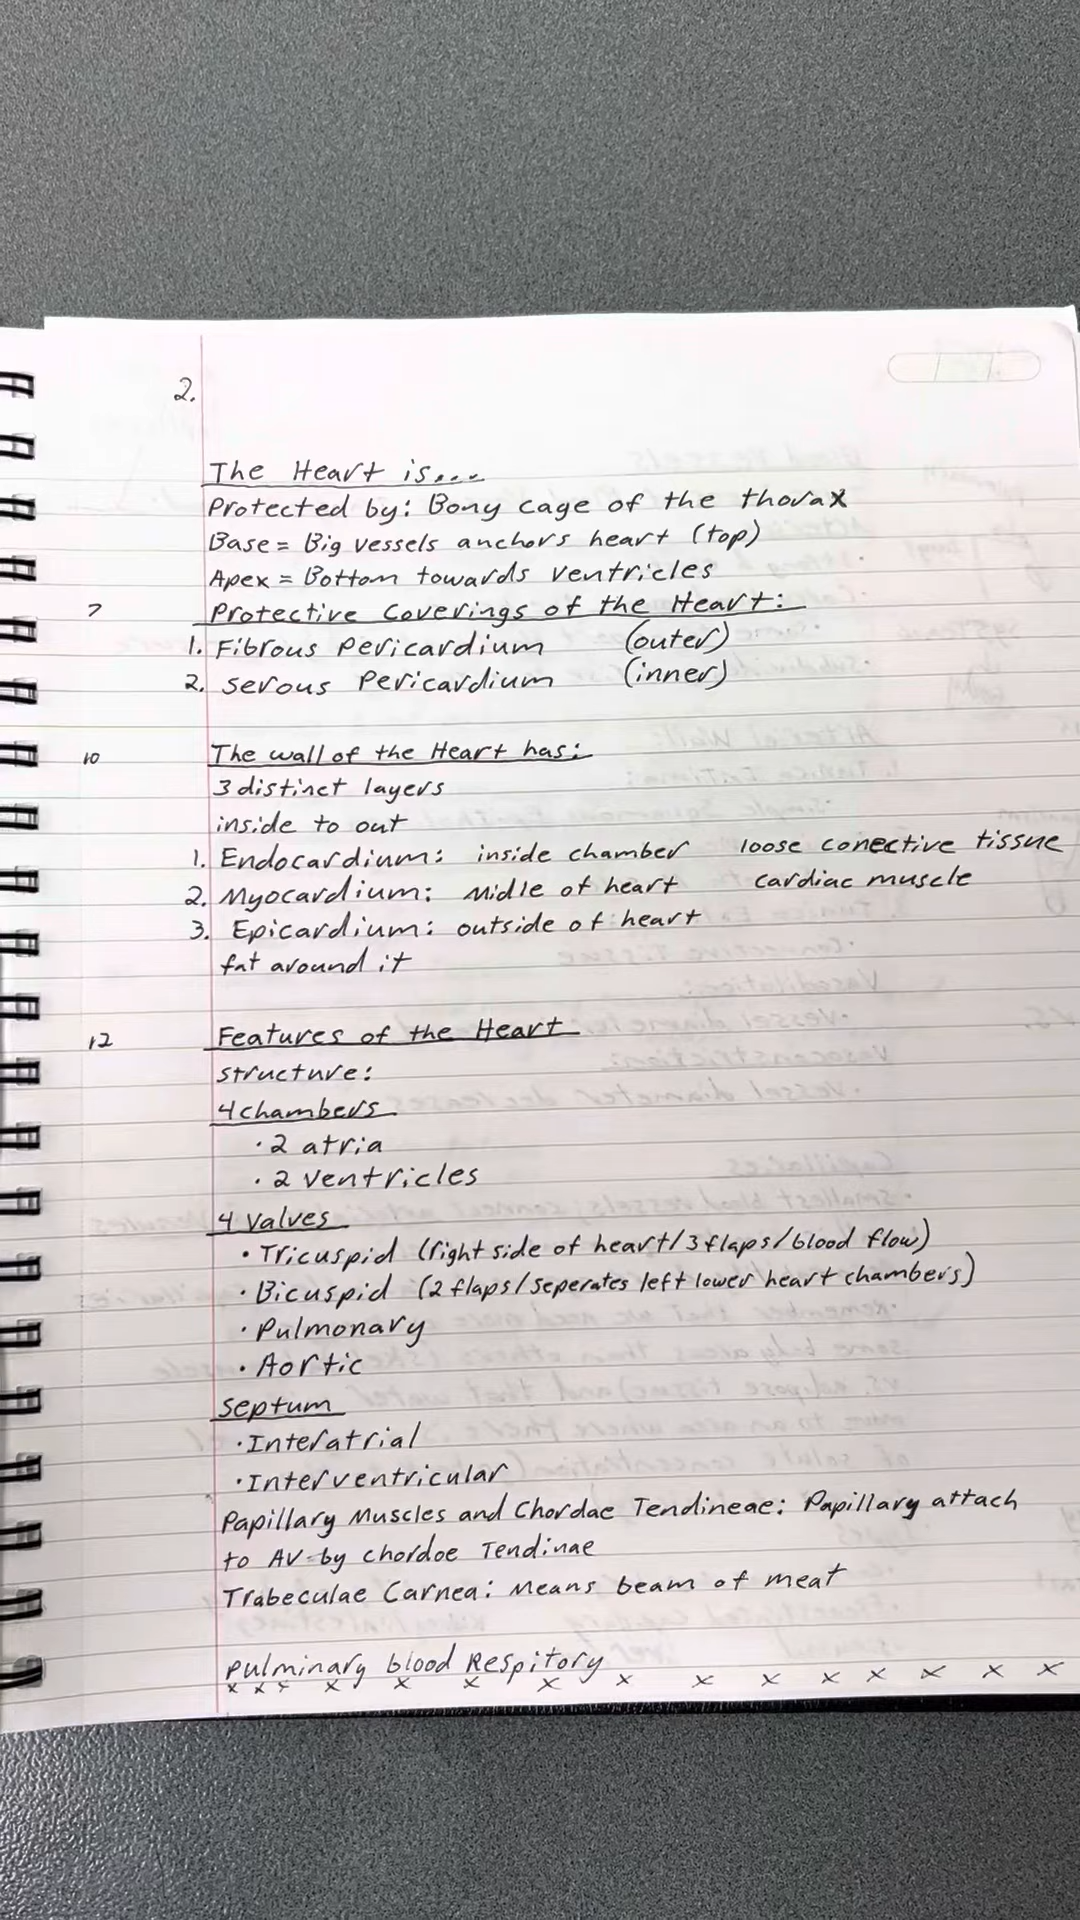 2.
The Heart is...
Protected by: Bony cage of the thorax
Base = Big vessels anchors heart (top)
Apex = Bottom towards ventricles
7 Protective Coverings of the Heart:
1. Fibrous Pericardium (outer)
2. Serous Pericardium (inner)
10 The wall of the Heart has:
3 distinct layers
inside to out
1. Endocardium: inside chamber loose conective tissue
2. Myocardium: Midle of heart cardiac muscle
3. Epicardium: outside of heart
fat around it
12 Features of the Heart
structure:
4 chambers
· 2 atria
· 2 ventricles
4 Valves
· Tricuspid (right side of heart/3 flaps/blood flow)
· Bicuspid (2 flaps/seperates left lower heart chambers)
· Pulmonary
· Aortic
Septum
· Interatrial
· Interventricular
Papillary Muscles and Chordae Tendineae: Papillary attach
to AV by chordoe Tendinae
Trabeculae Carnea: Means beam of meat
Pulminary blood Respitory
x x x x x x x x x x x x x x